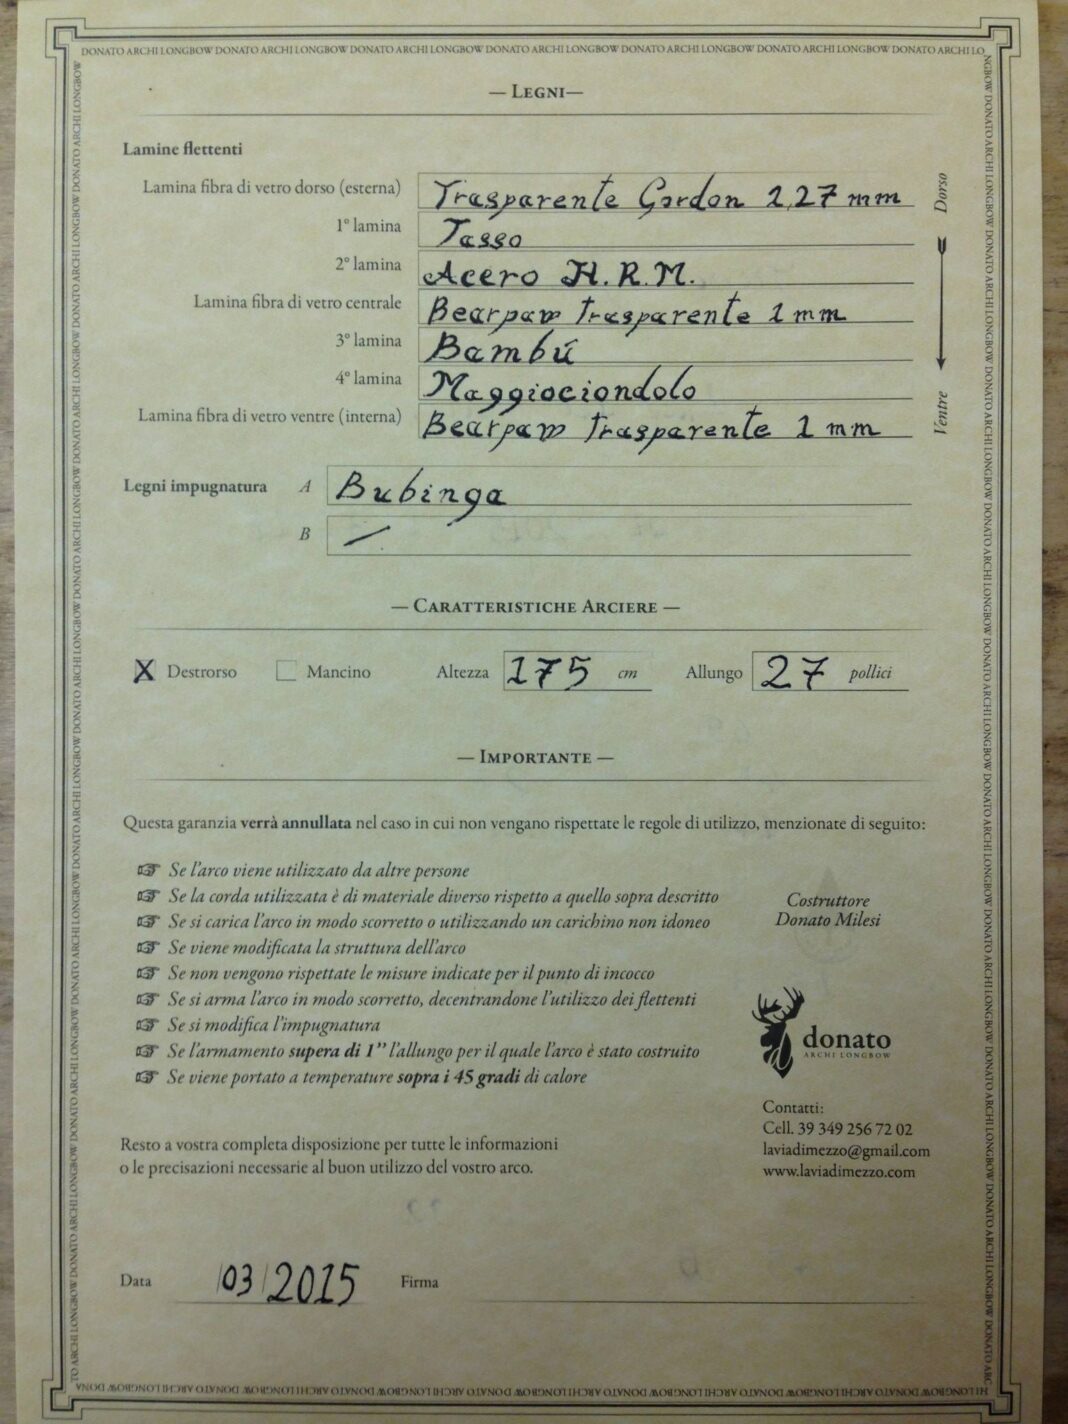 DONATO ARCHI LONGBOW DONATO ARCHI LONGBOW DONATO ARCHI LONGBOW DONATO ARCHI LONGBOW DONATO ARCHI LONGBOW DONATO ARCHI LONGBOW DONATO ARCHI LO
— LEGNI—
Lamine flettenti
Lamina fibra di vetro dorso (esterna) Trasparente Gordon 1,27 mm
Dorso
1° lamina Tasso
2° lamina Acero H.R.M.
Lamina fibra di vetro centrale Bearpaw trasparente 1 mm
3° lamina Bambú
4° lamina Maggiociondolo
Lamina fibra di vetro ventre (interna) Bearpaw trasparente 1 mm
Ventre
Legni impugnatura A Bubinga
B /
— CARATTERISTICHE ARCIERE —
X Destrorso Mancino Altezza 175 cm Allungo 27 pollici
— IMPORTANTE —
Questa garanzia verrà annullata nel caso in cui non vengano rispettate le regole di utilizzo, menzionate di seguito:
Se l'arco viene utilizzato da altre persone
Se la corda utilizzata è di materiale diverso rispetto a quello sopra descritto
Se si carica l'arco in modo scorretto o utilizzando un carichino non idoneo
Se viene modificata la struttura dell'arco
Se non vengono rispettate le misure indicate per il punto di incocco
Se si arma l'arco in modo scorretto, decentrandone l'utilizzo dei flettenti
Se si modifica l'impugnatura
Se l'armamento supera di 1” l'allungo per il quale l'arco è stato costruito
Se viene portato a temperature sopra i 45 gradi di calore
Costruttore
Donato Milesi
donato
ARCHI LONGBOW
Contatti:
Cell. 39 349 256 72 02
laviadimezzo@gmail.com
www.laviadimezzo.com
Resto a vostra completa disposizione per tutte le informazioni
o le precisazioni necessarie al buon utilizzo del vostro arco.
Data /03/2015 Firma